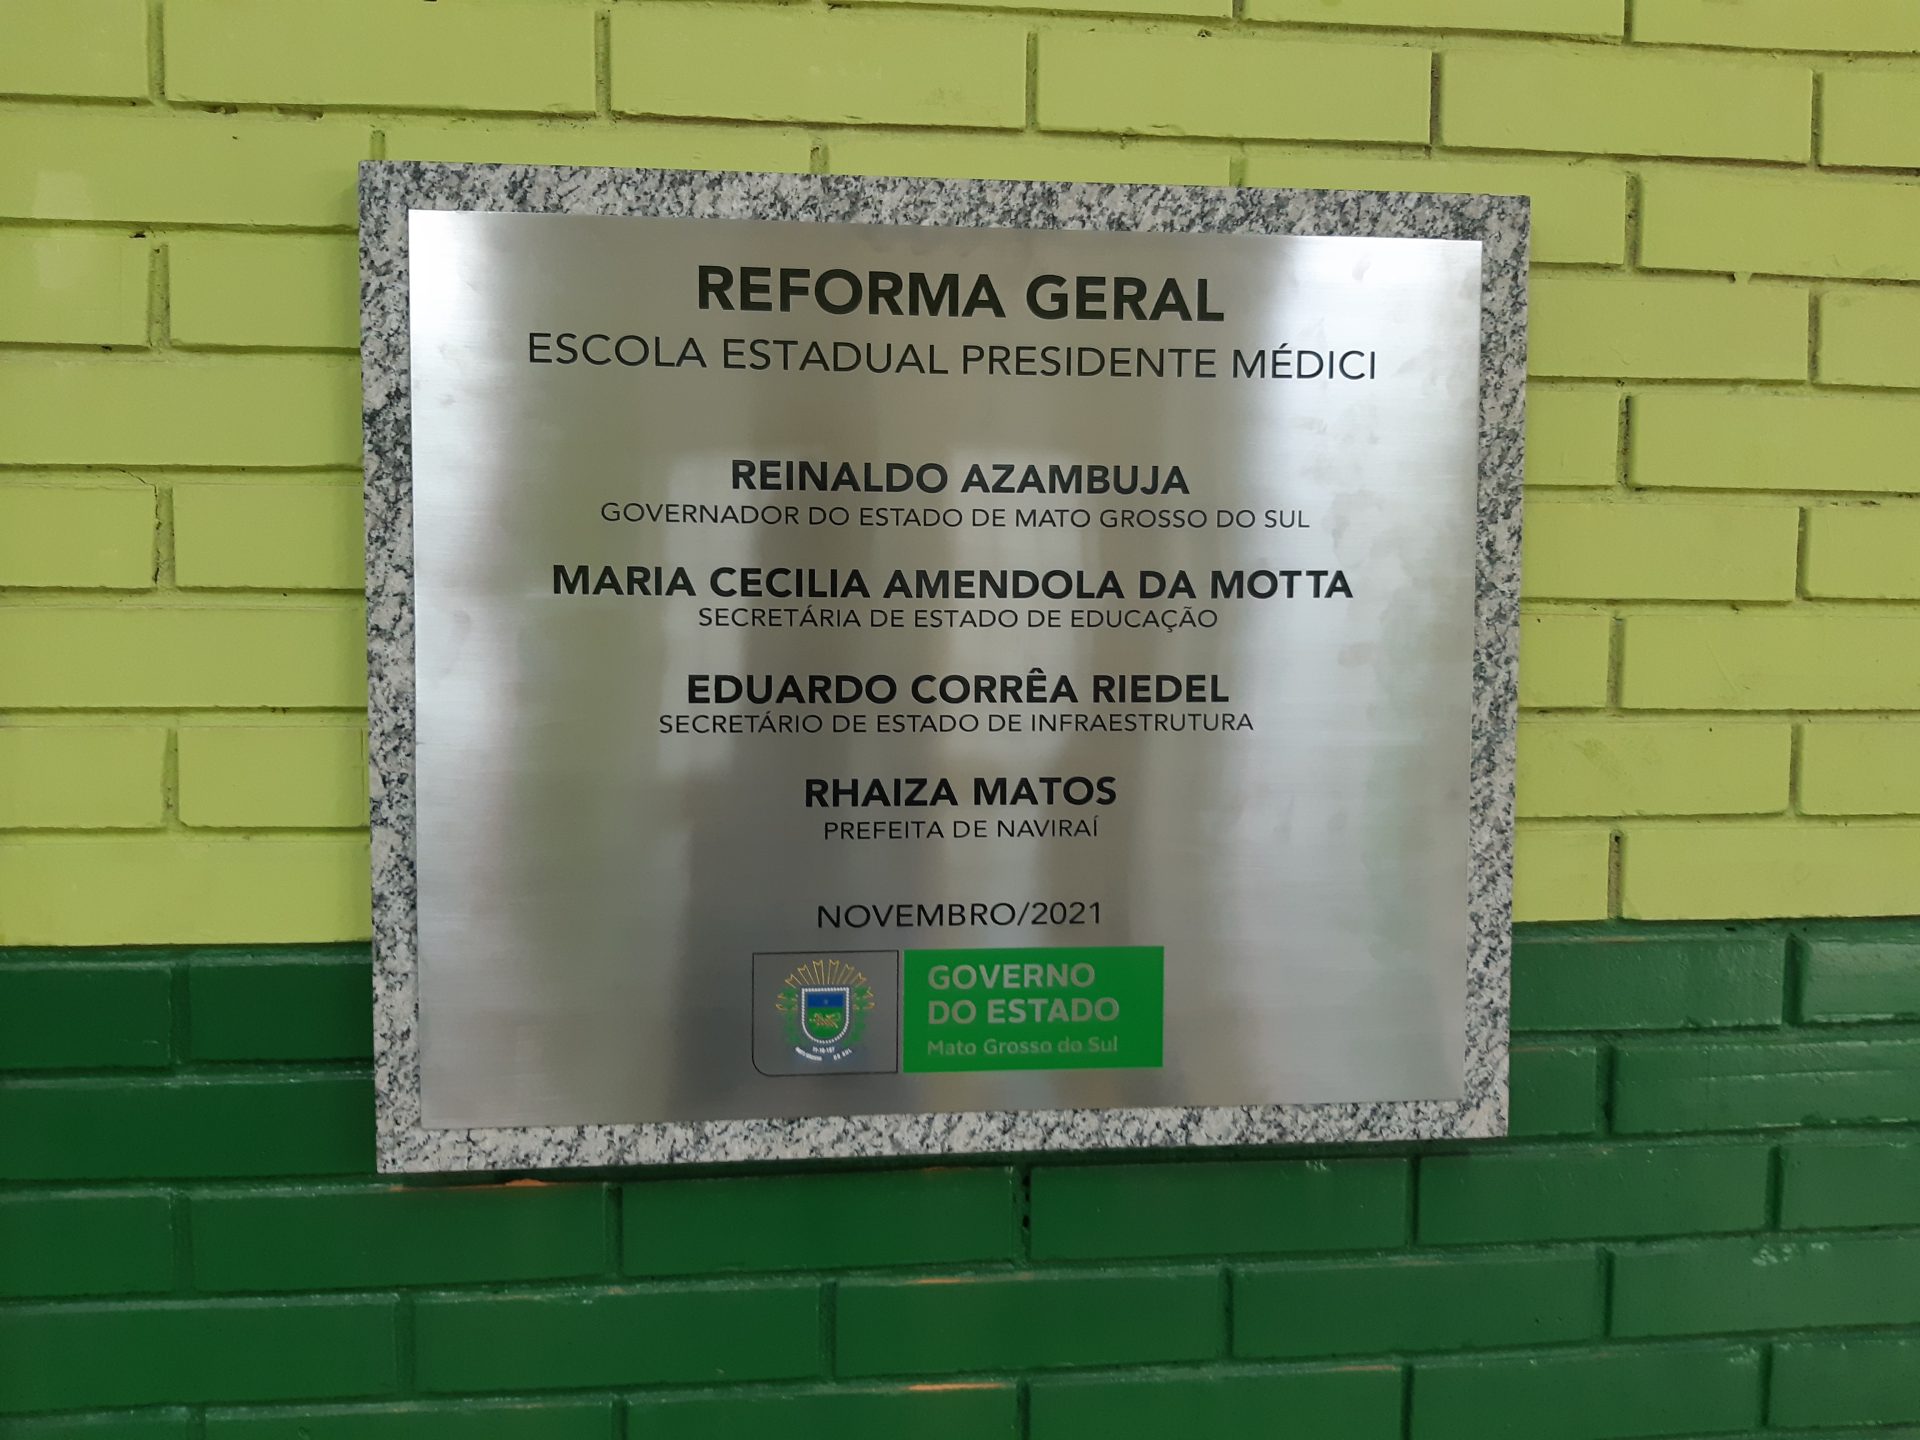 REFORMA GERAL
ESCOLA ESTADUAL PRESIDENTE MÉDICI
REINALDO AZAMBUJA
GOVERNADOR DO ESTADO DE MATO GROSSO DO SUL
MARIA CECILIA AMENDOLA DA MOTTA
SECRETÁRIA DE ESTADO DE EDUCAÇÃO
EDUARDO CORRÊA RIEDEL
SECRETÁRIO DE ESTADO DE INFRAESTRUTURA
RHAIZA MATOS
PREFEITA DE NAVIRAÍ
NOVEMBRO/2021
GOVERNO
DO ESTADO
Mato Grosso do Sul